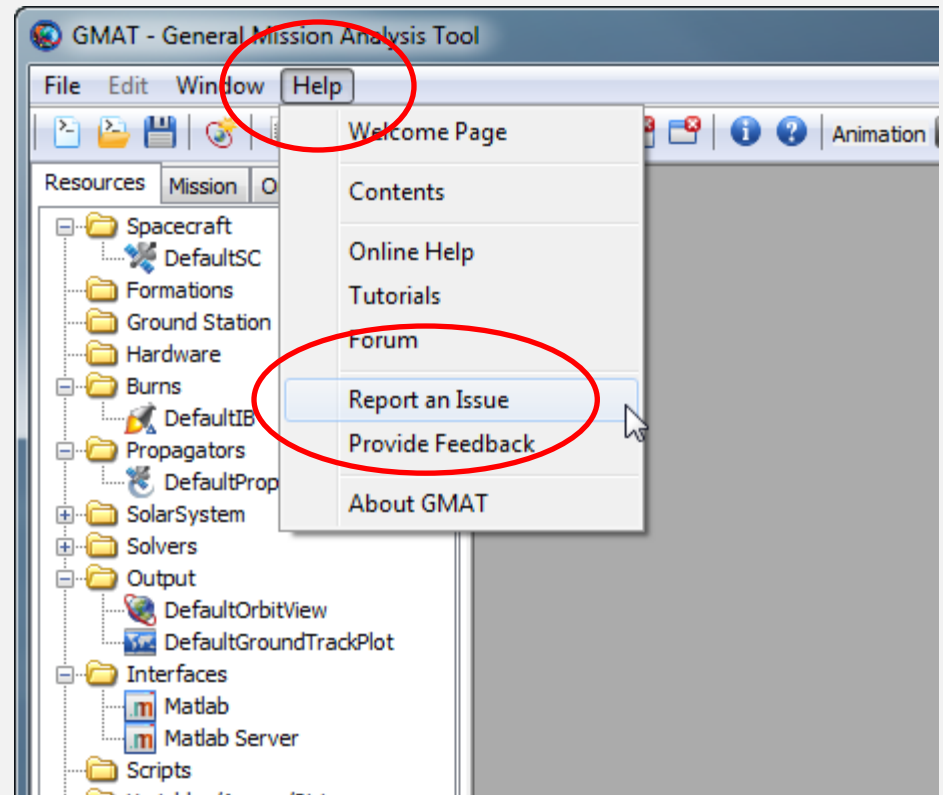 GMAT - General Mission Analysis Tool
File Edit Window Help
Animation
Resources Mission O
Welcome Page
Contents
Online Help
Tutorials
Forum
Report an Issue
Provide Feedback
About GMAT
Spacecraft
DefaultSC
Formations
Ground Station
Hardware
Burns
DefaultIB
Propagators
DefaultProp
SolarSystem
Solvers
Output
DefaultOrbitView
DefaultGroundTrackPlot
Interfaces
.m Matlab
.m Matlab Server
Scripts